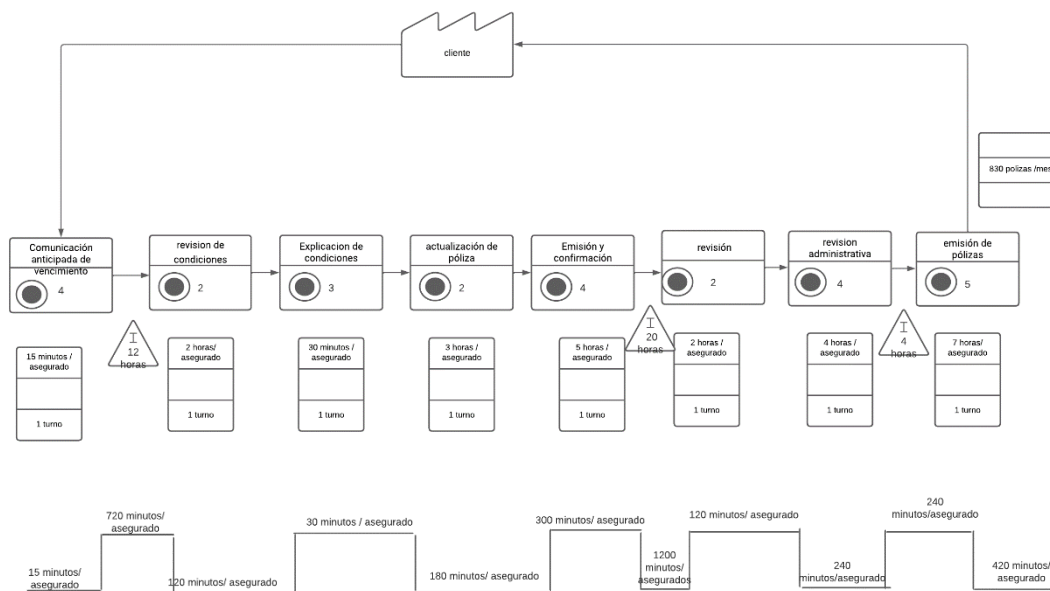 cliente
830 polizas /mes
Comunicación
anticipada de
vencimiento
4
revision de
condiciones
2
Explicacion de
condiciones
3
actualización de
póliza
2
Emisión y
confirmación
4
revisión
2
revision
administrativa
4
emisión de
pólizas
5
I
12
horas
I
20
horas
I
4
horas
15 minutos /
asegurado
1 turno
2 horas /
asegurado
1 turno
30 minutos /
asegurado
1 turno
3 horas/
asegurado
1 turno
5 horas /
asegurado
1 turno
2 horas /
asegurado
1 turno
4 horas /
asegurado
1 turno
7horas/
asegurado
1 turno
15 minutos/
asegurado
720 minutos/
asegurado
120 minutos/ asegurado
30 minutos / asegurado
180 minutos/ asegurado
300 minutos/ asegurado
1200
minutos/
asegurados
120 minutos/ asegurado
240
minutos/asegurado
240
minutos/asegurado
420 minutos/
asegurado